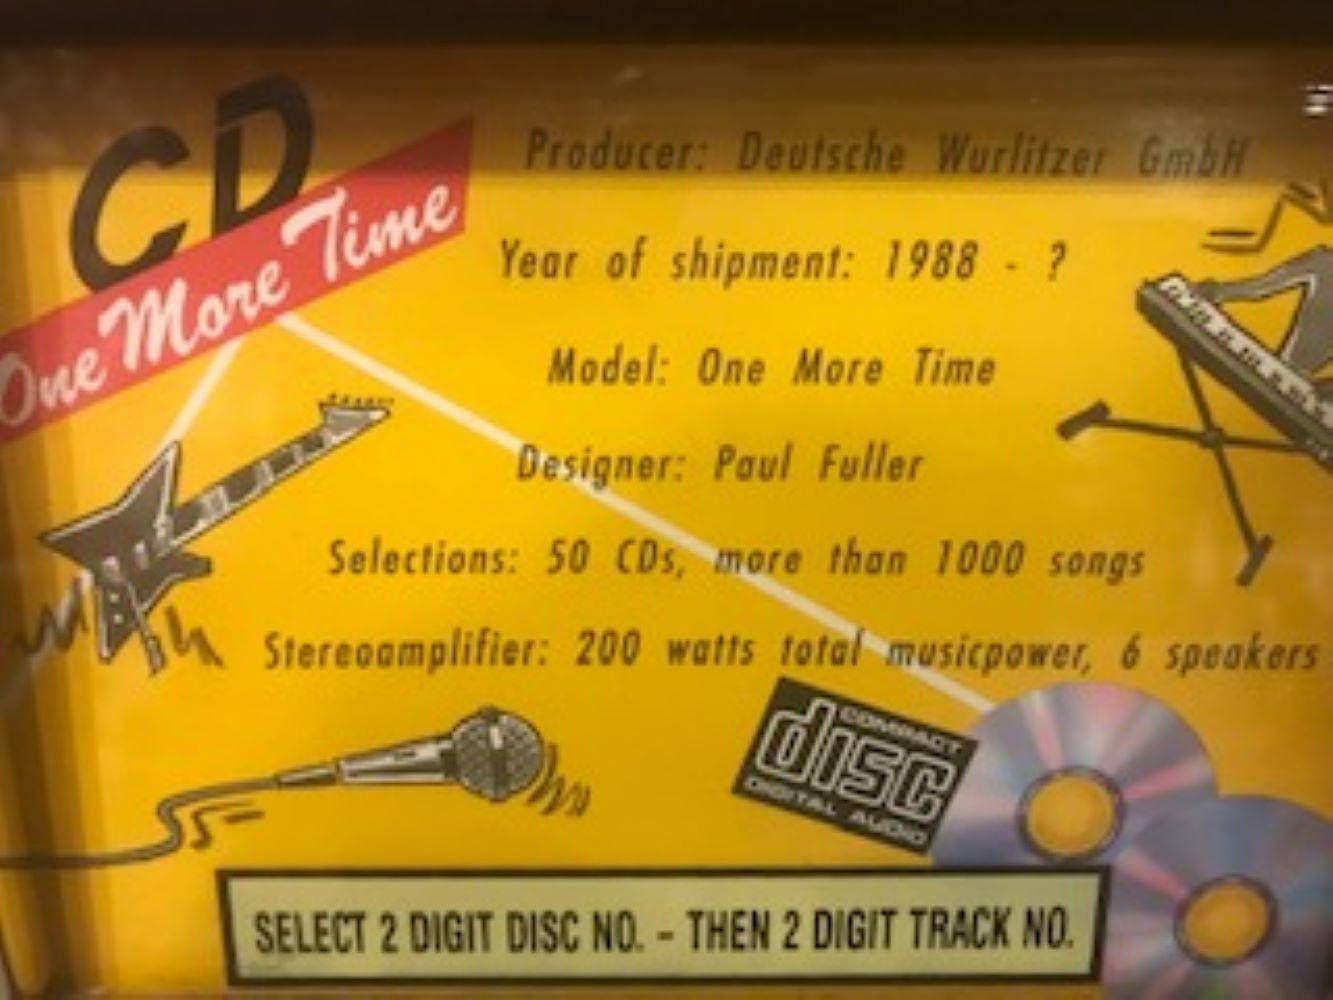 CD
One More Time
Producer: Deutsche Wurlitzer GmbH
Year of shipment: 1988 - ?
Model: One More Time
Designer: Paul Fuller
Selections: 50 CDs, more than 1000 songs
Stereoamplifier: 200 watts total musicpower, 6 speakers
COMPACT
disc
DIGITAL AUDIO
SELECT 2 DIGIT DISC NO. - THEN 2 DIGIT TRACK NO.